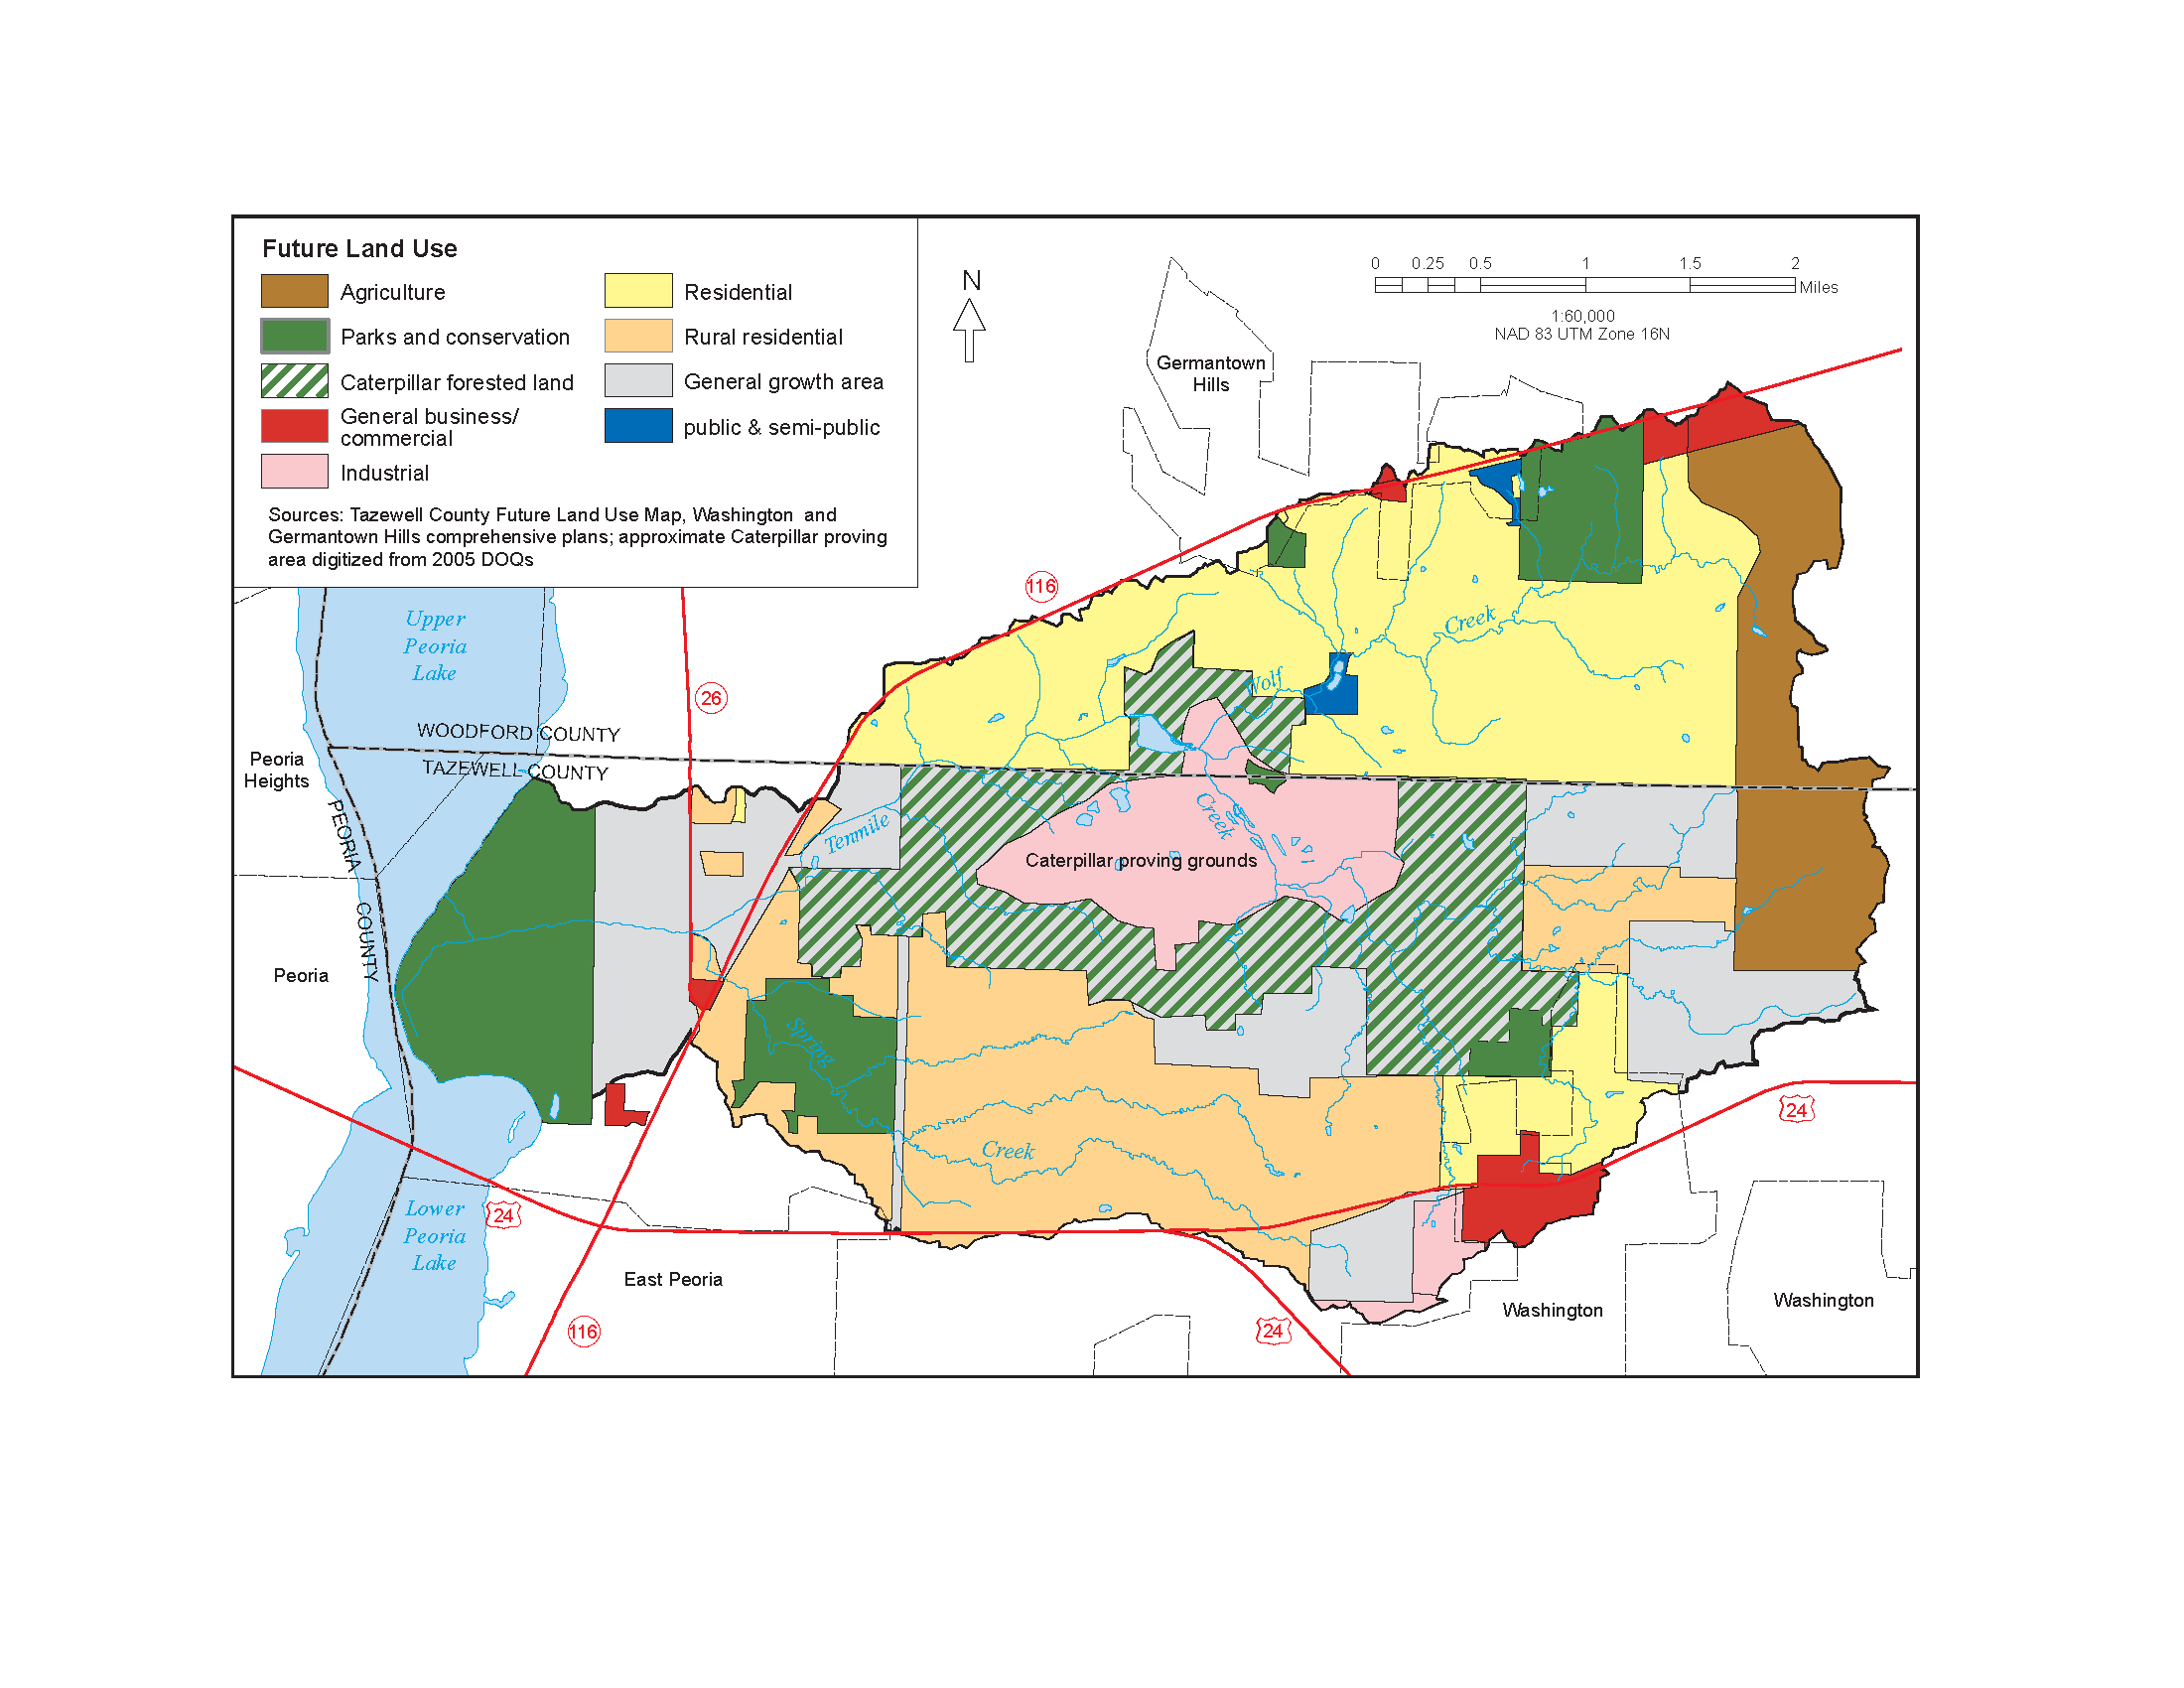 Future Land Use
Agriculture
Parks and conservation
Caterpillar forested land
General business/
commercial
Industrial
Residential
Rural residential
General growth area
public & semi-public
Sources: Tazewell County Future Land Use Map, Washington and
Germantown Hills comprehensive plans; approximate Caterpillar proving
area digitized from 2005 DOQs
N
0 0.25 0.5 1 1.5 2
Miles
1:60,000
NAD 83 UTM Zone 16N
Germantown
Hills
116
Upper
Peoria
Lake
26
Creek
Wolf
WOODFORD COUNTY
TAZEWELL COUNTY
Peoria
Heights
PEORIA
COUNTY
Tenmile
Creek
Caterpillar proving grounds
Peoria
Spring
Creek
24
24
Lower
Peoria
Lake
East Peoria
116
24
Washington
Washington